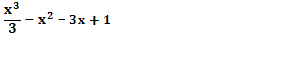 x³/3 − x² − 3x + 1